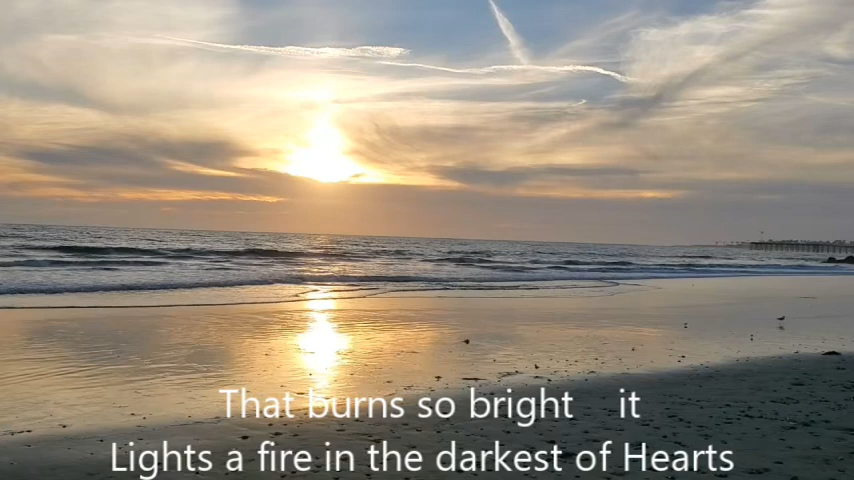 That burns so bright it
Lights a fire in the darkest of Hearts